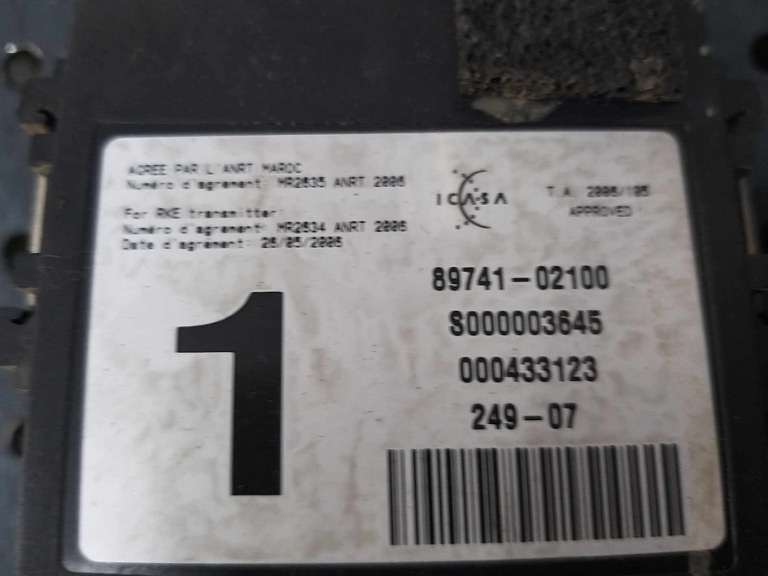 AGREE PAR L'ANRT MAROC
Numéro d'agrément: MR2635 ANRT 2006
For RKE transmitter:
Numéro d'agrément: MR2634 ANRT 2006
Date d'agrément: 26/05/2006
ICASA
T.A. 2006/105
APPROVED
89741-02100
S000003645
000433123
249-07
1